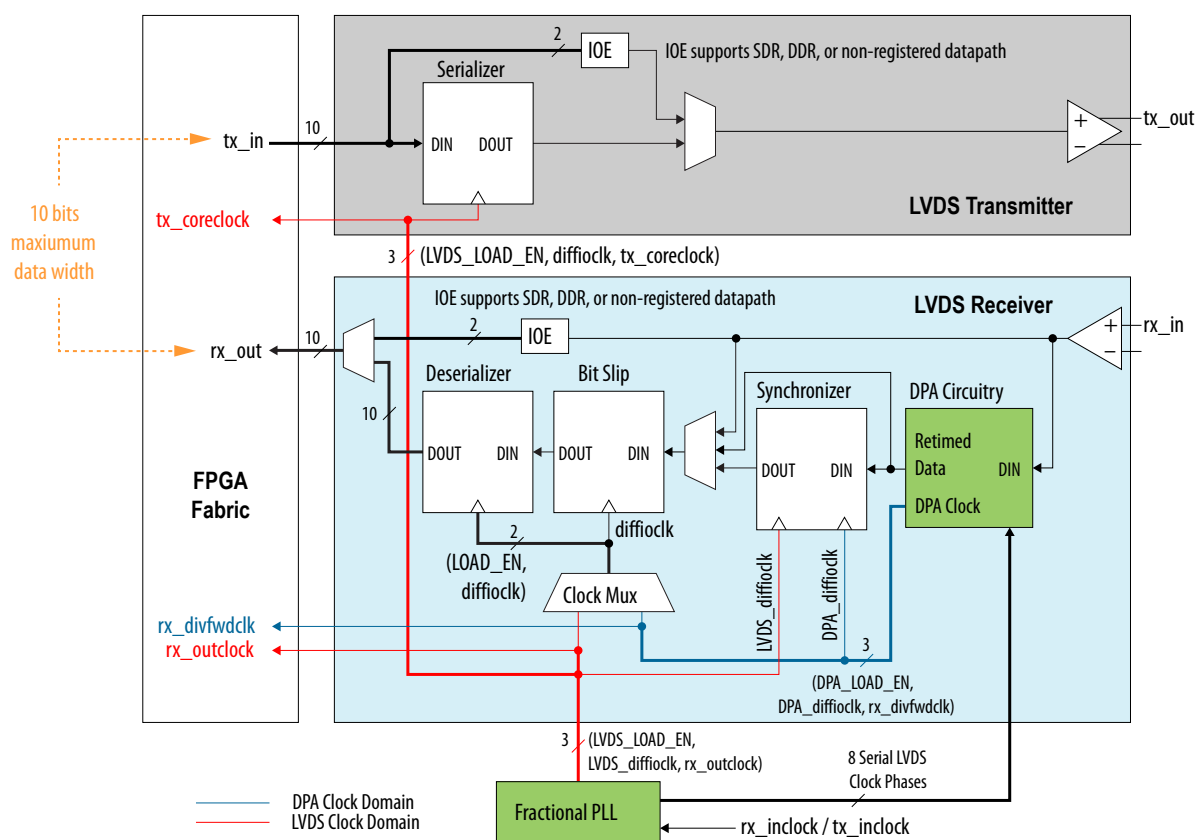 2
IOE
IOE supports SDR, DDR, or non-registered datapath
Serializer
tx_in
10
DIN
DOUT
+
−
tx_out
tx_coreclock
LVDS Transmitter
10 bits
maxiumum
data width
3
(LVDS_LOAD_EN, diffioclk, tx_coreclock)
IOE supports SDR, DDR, or non-registered datapath
LVDS Receiver
2
IOE
+
−
rx_in
rx_out
10
10
Deserializer
Bit Slip
Synchronizer
DPA Circuitry
DOUT
DIN
DOUT
DIN
DOUT
DIN
Retimed
Data
DIN
DPA Clock
FPGA
Fabric
2
diffioclk
(LOAD_EN,
diffioclk)
Clock Mux
LVDS_diffioclk
DPA_diffioclk
rx_divfwdclk
rx_outclock
3
(DPA_LOAD_EN,
DPA_diffioclk, rx_divfwdclk)
3
(LVDS_LOAD_EN,
LVDS_diffioclk, rx_outclock)
8 Serial LVDS
Clock Phases
DPA Clock Domain
LVDS Clock Domain
Fractional PLL
rx_inclock / tx_inclock